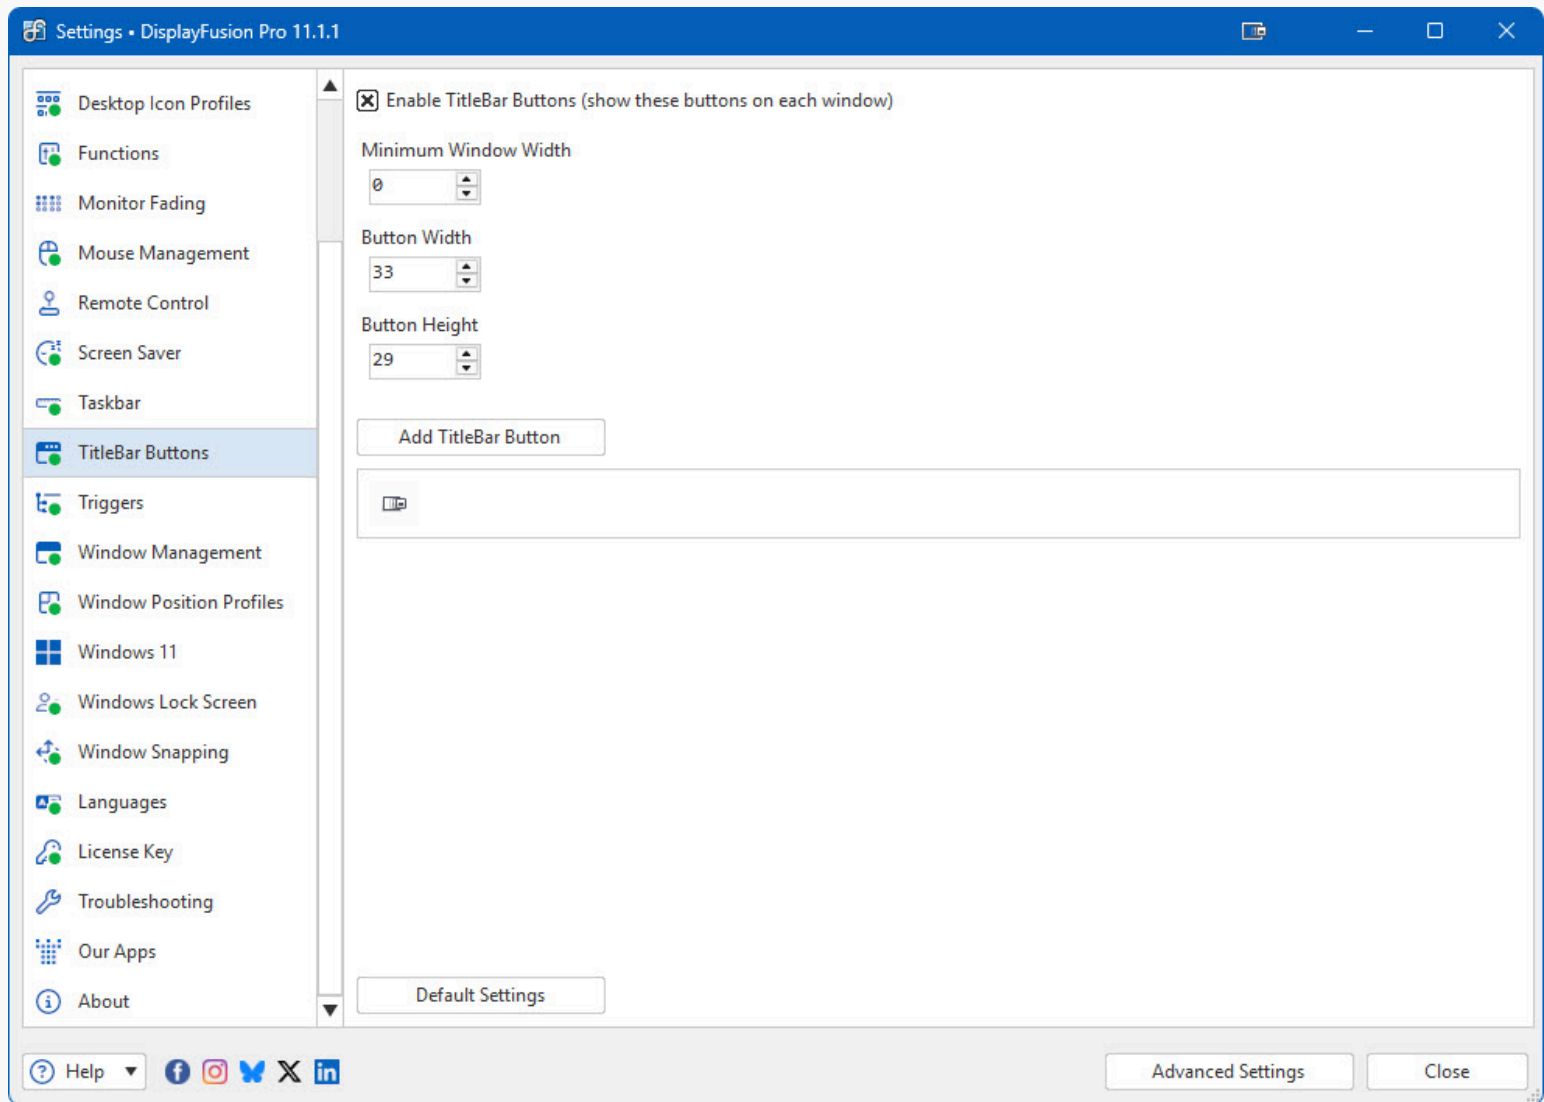 Settings • DisplayFusion Pro 11.1.1
Desktop Icon Profiles
Functions
Monitor Fading
Mouse Management
Remote Control
Screen Saver
Taskbar
TitleBar Buttons
Triggers
Window Management
Window Position Profiles
Windows 11
Windows Lock Screen
Window Snapping
Languages
License Key
Troubleshooting
Our Apps
About
Enable TitleBar Buttons (show these buttons on each window)
Minimum Window Width
0
Button Width
33
Button Height
29
Add TitleBar Button
Default Settings
Help
Advanced Settings
Close